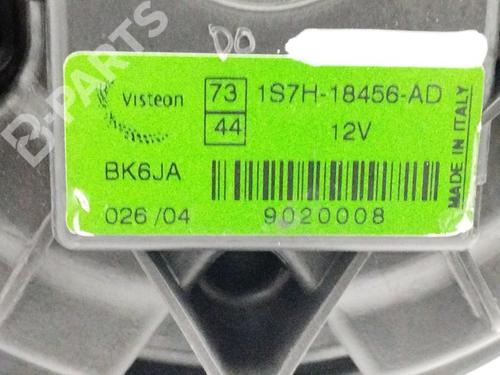 DO
B-PARTS
Visteon
73
44
1S7H-18456-AD
12V
BK6JA
026/04
9020008
MADE IN ITALY